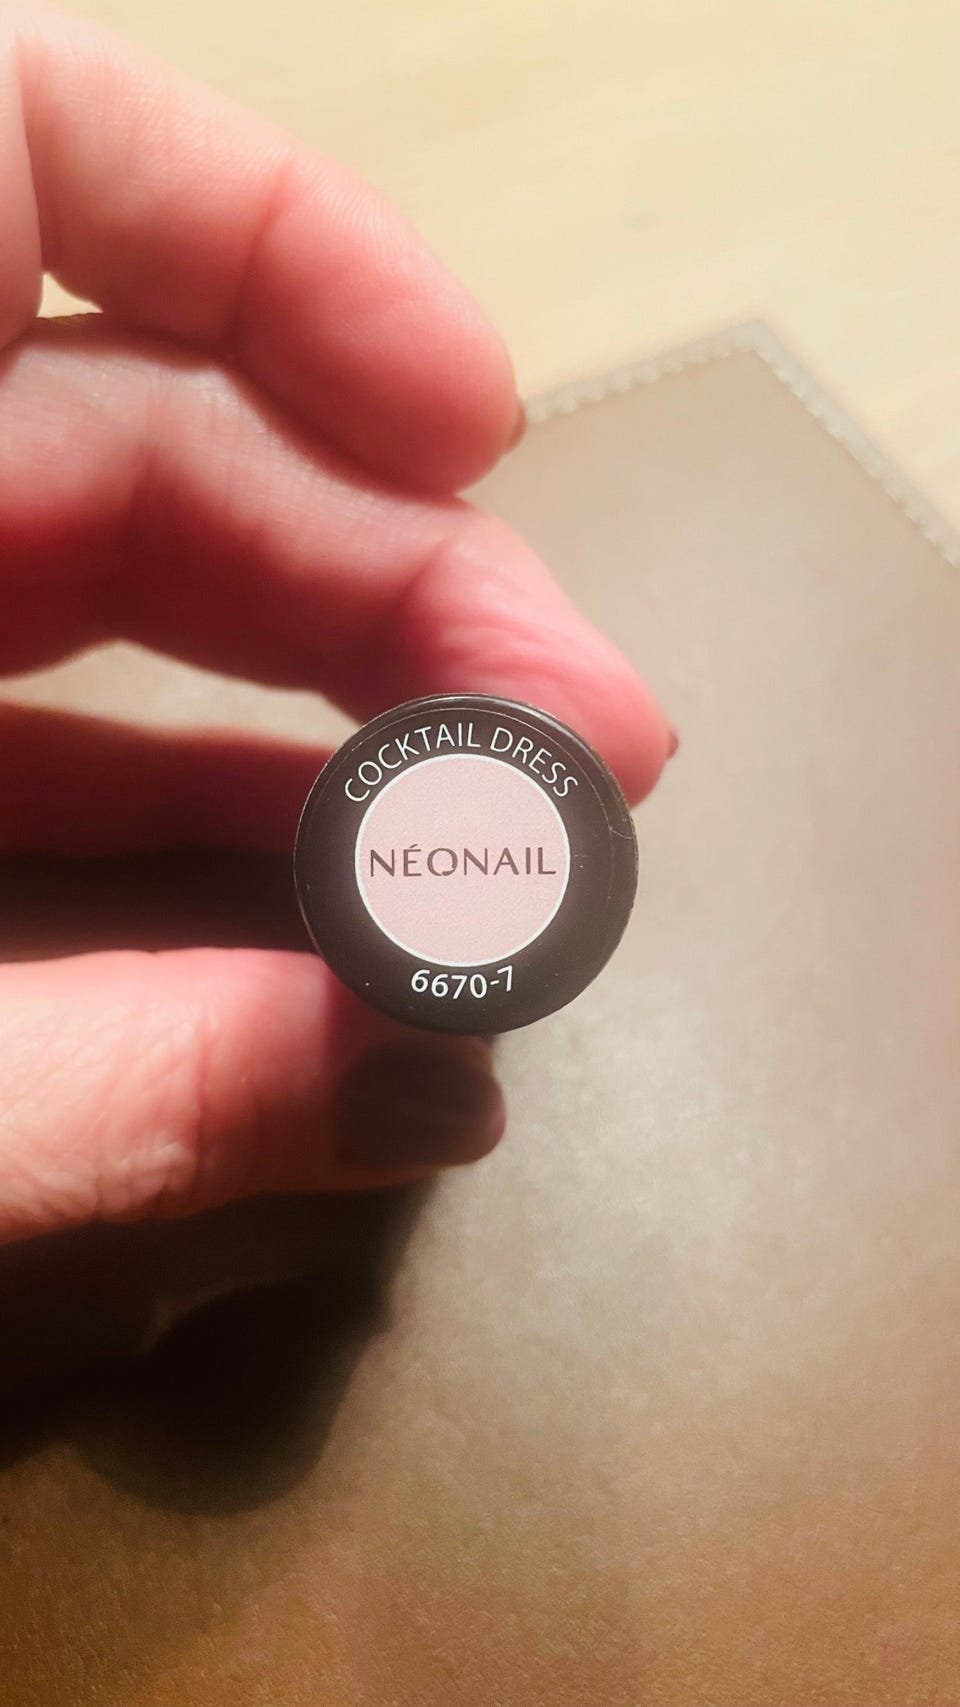 COCKTAIL DRESS
NÉONAIL
6670-7